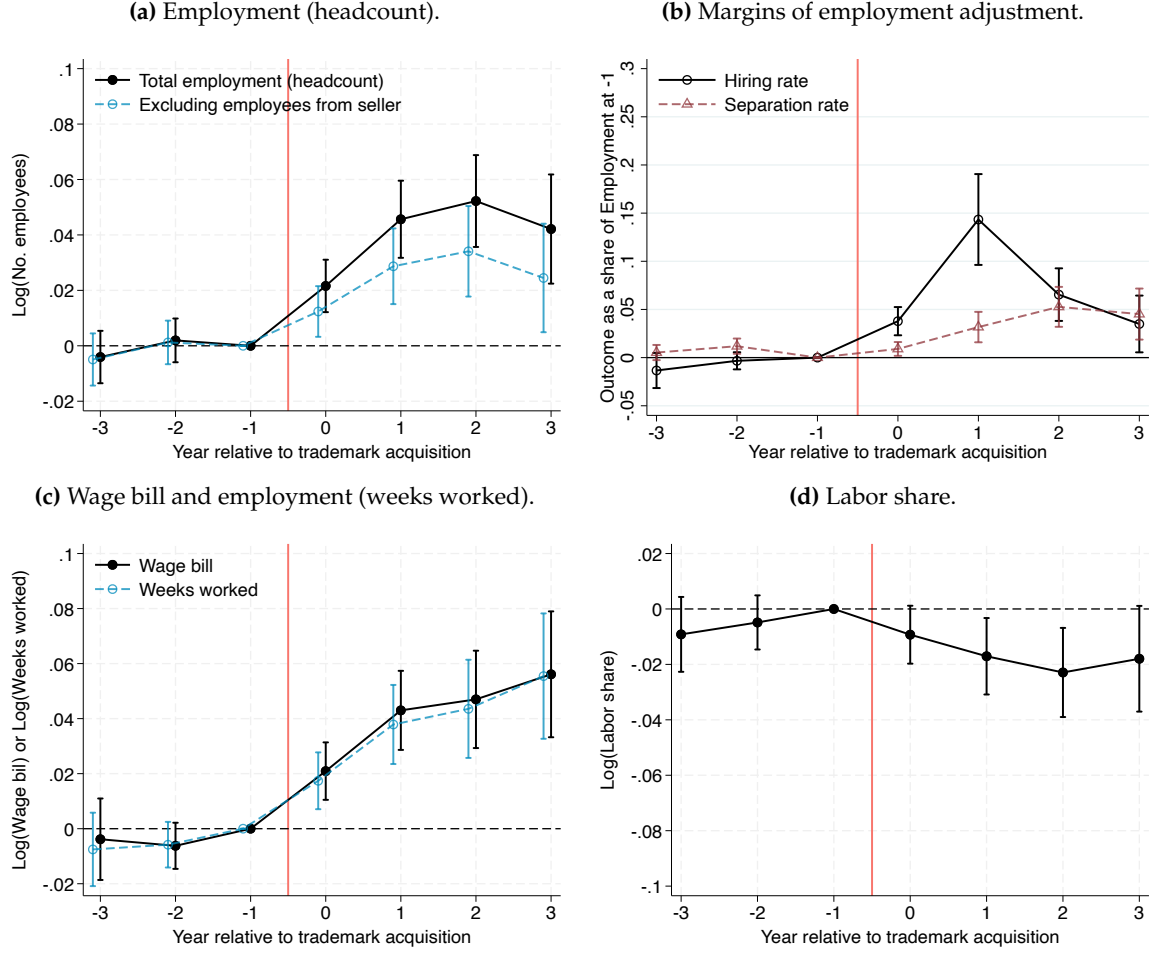 (a) Employment (headcount).
.1
.08
.06
.04
.02
0
-.02
Log(No. employees)
Total employment (headcount)
Excluding employees from seller
-3 -2 -1 0 1 2 3
Year relative to trademark acquisition
(b) Margins of employment adjustment.
.3
.25
.2
.15
.1
.05
0
-.05
Outcome as a share of Employment at -1
Hiring rate
Separation rate
-3 -2 -1 0 1 2 3
Year relative to trademark acquisition
(c) Wage bill and employment (weeks worked).
.1
.08
.06
.04
.02
0
-.02
Log(Wage bil) or Log(Weeks worked)
Wage bill
Weeks worked
-3 -2 -1 0 1 2 3
Year relative to trademark acquisition
(d) Labor share.
.02
0
-.02
-.04
-.06
-.08
-.1
Log(Labor share)
-3 -2 -1 0 1 2 3
Year relative to trademark acquisition